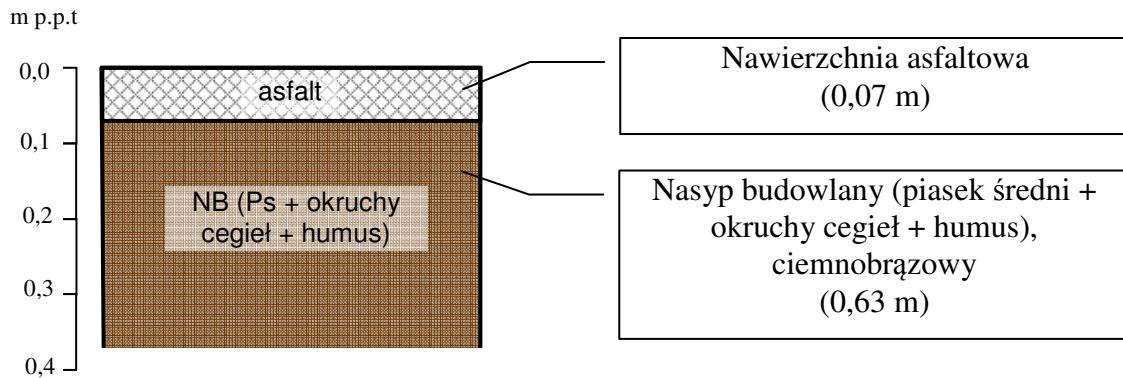 m p.p.t
0,0
0,1
0,2
0,3
0,4
asfalt
NB (Ps + okruchy
cegieł + humus)
Nawierzchnia asfaltowa
(0,07 m)
Nasyp budowlany (piasek średni +
okruchy cegieł + humus),
ciemnobrązowy
(0,63 m)